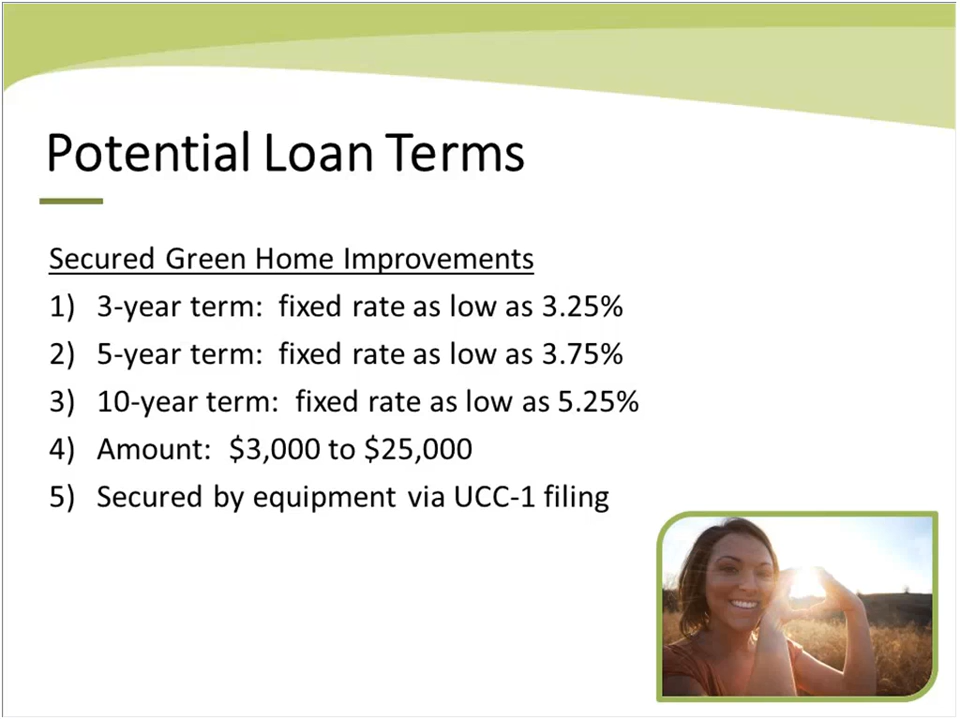 Potential Loan Terms
Secured Green Home Improvements
1) 3-year term: fixed rate as low as 3.25%
2) 5-year term: fixed rate as low as 3.75%
3) 10-year term: fixed rate as low as 5.25%
4) Amount: $3,000 to $25,000
5) Secured by equipment via UCC-1 filing